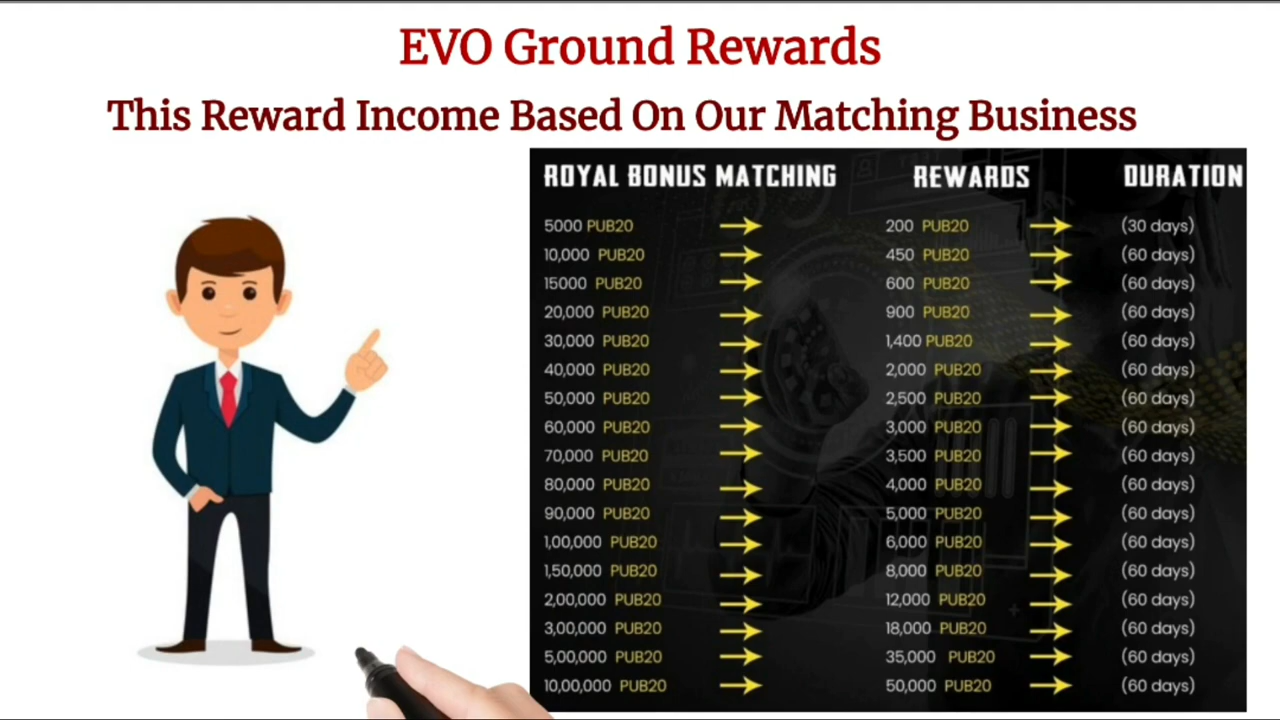 EVO Ground Rewards
This Reward Income Based On Our Matching Business
ROYAL BONUS MATCHING REWARDS DURATION
5000 PUB20 200 PUB20 (30 days)
10,000 PUB20 450 PUB20 (60 days)
15000 PUB20 600 PUB20 (60 days)
20,000 PUB20 900 PUB20 (60 days)
30,000 PUB20 1,400 PUB20 (60 days)
40,000 PUB20 2,000 PUB20 (60 days)
50,000 PUB20 2,500 PUB20 (60 days)
60,000 PUB20 3,000 PUB20 (60 days)
70,000 PUB20 3,500 PUB20 (60 days)
80,000 PUB20 4,000 PUB20 (60 days)
90,000 PUB20 5,000 PUB20 (60 days)
1,00,000 PUB20 6,000 PUB20 (60 days)
1,50,000 PUB20 8,000 PUB20 (60 days)
2,00,000 PUB20 12,000 PUB20 (60 days)
3,00,000 PUB20 18,000 PUB20 (60 days)
5,00,000 PUB20 35,000 PUB20 (60 days)
10,00,000 PUB20 50,000 PUB20 (60 days)